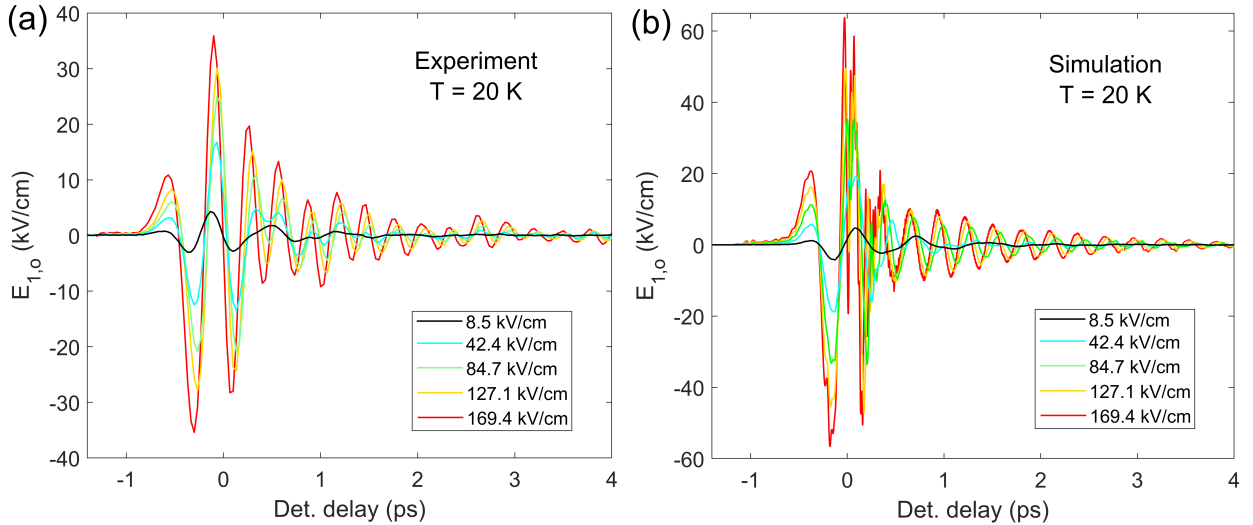 (a)
Experiment
T = 20 K
E1,o (kV/cm)
40
30
20
10
0
-10
-20
-30
-40
8.5 kV/cm
42.4 kV/cm
84.7 kV/cm
127.1 kV/cm
169.4 kV/cm
-1 0 1 2 3 4
Det. delay (ps)
(b)
Simulation
T = 20 K
E1,o (kV/cm)
60
40
20
0
-20
-40
-60
8.5 kV/cm
42.4 kV/cm
84.7 kV/cm
127.1 kV/cm
169.4 kV/cm
-1 0 1 2 3 4
Det. delay (ps)